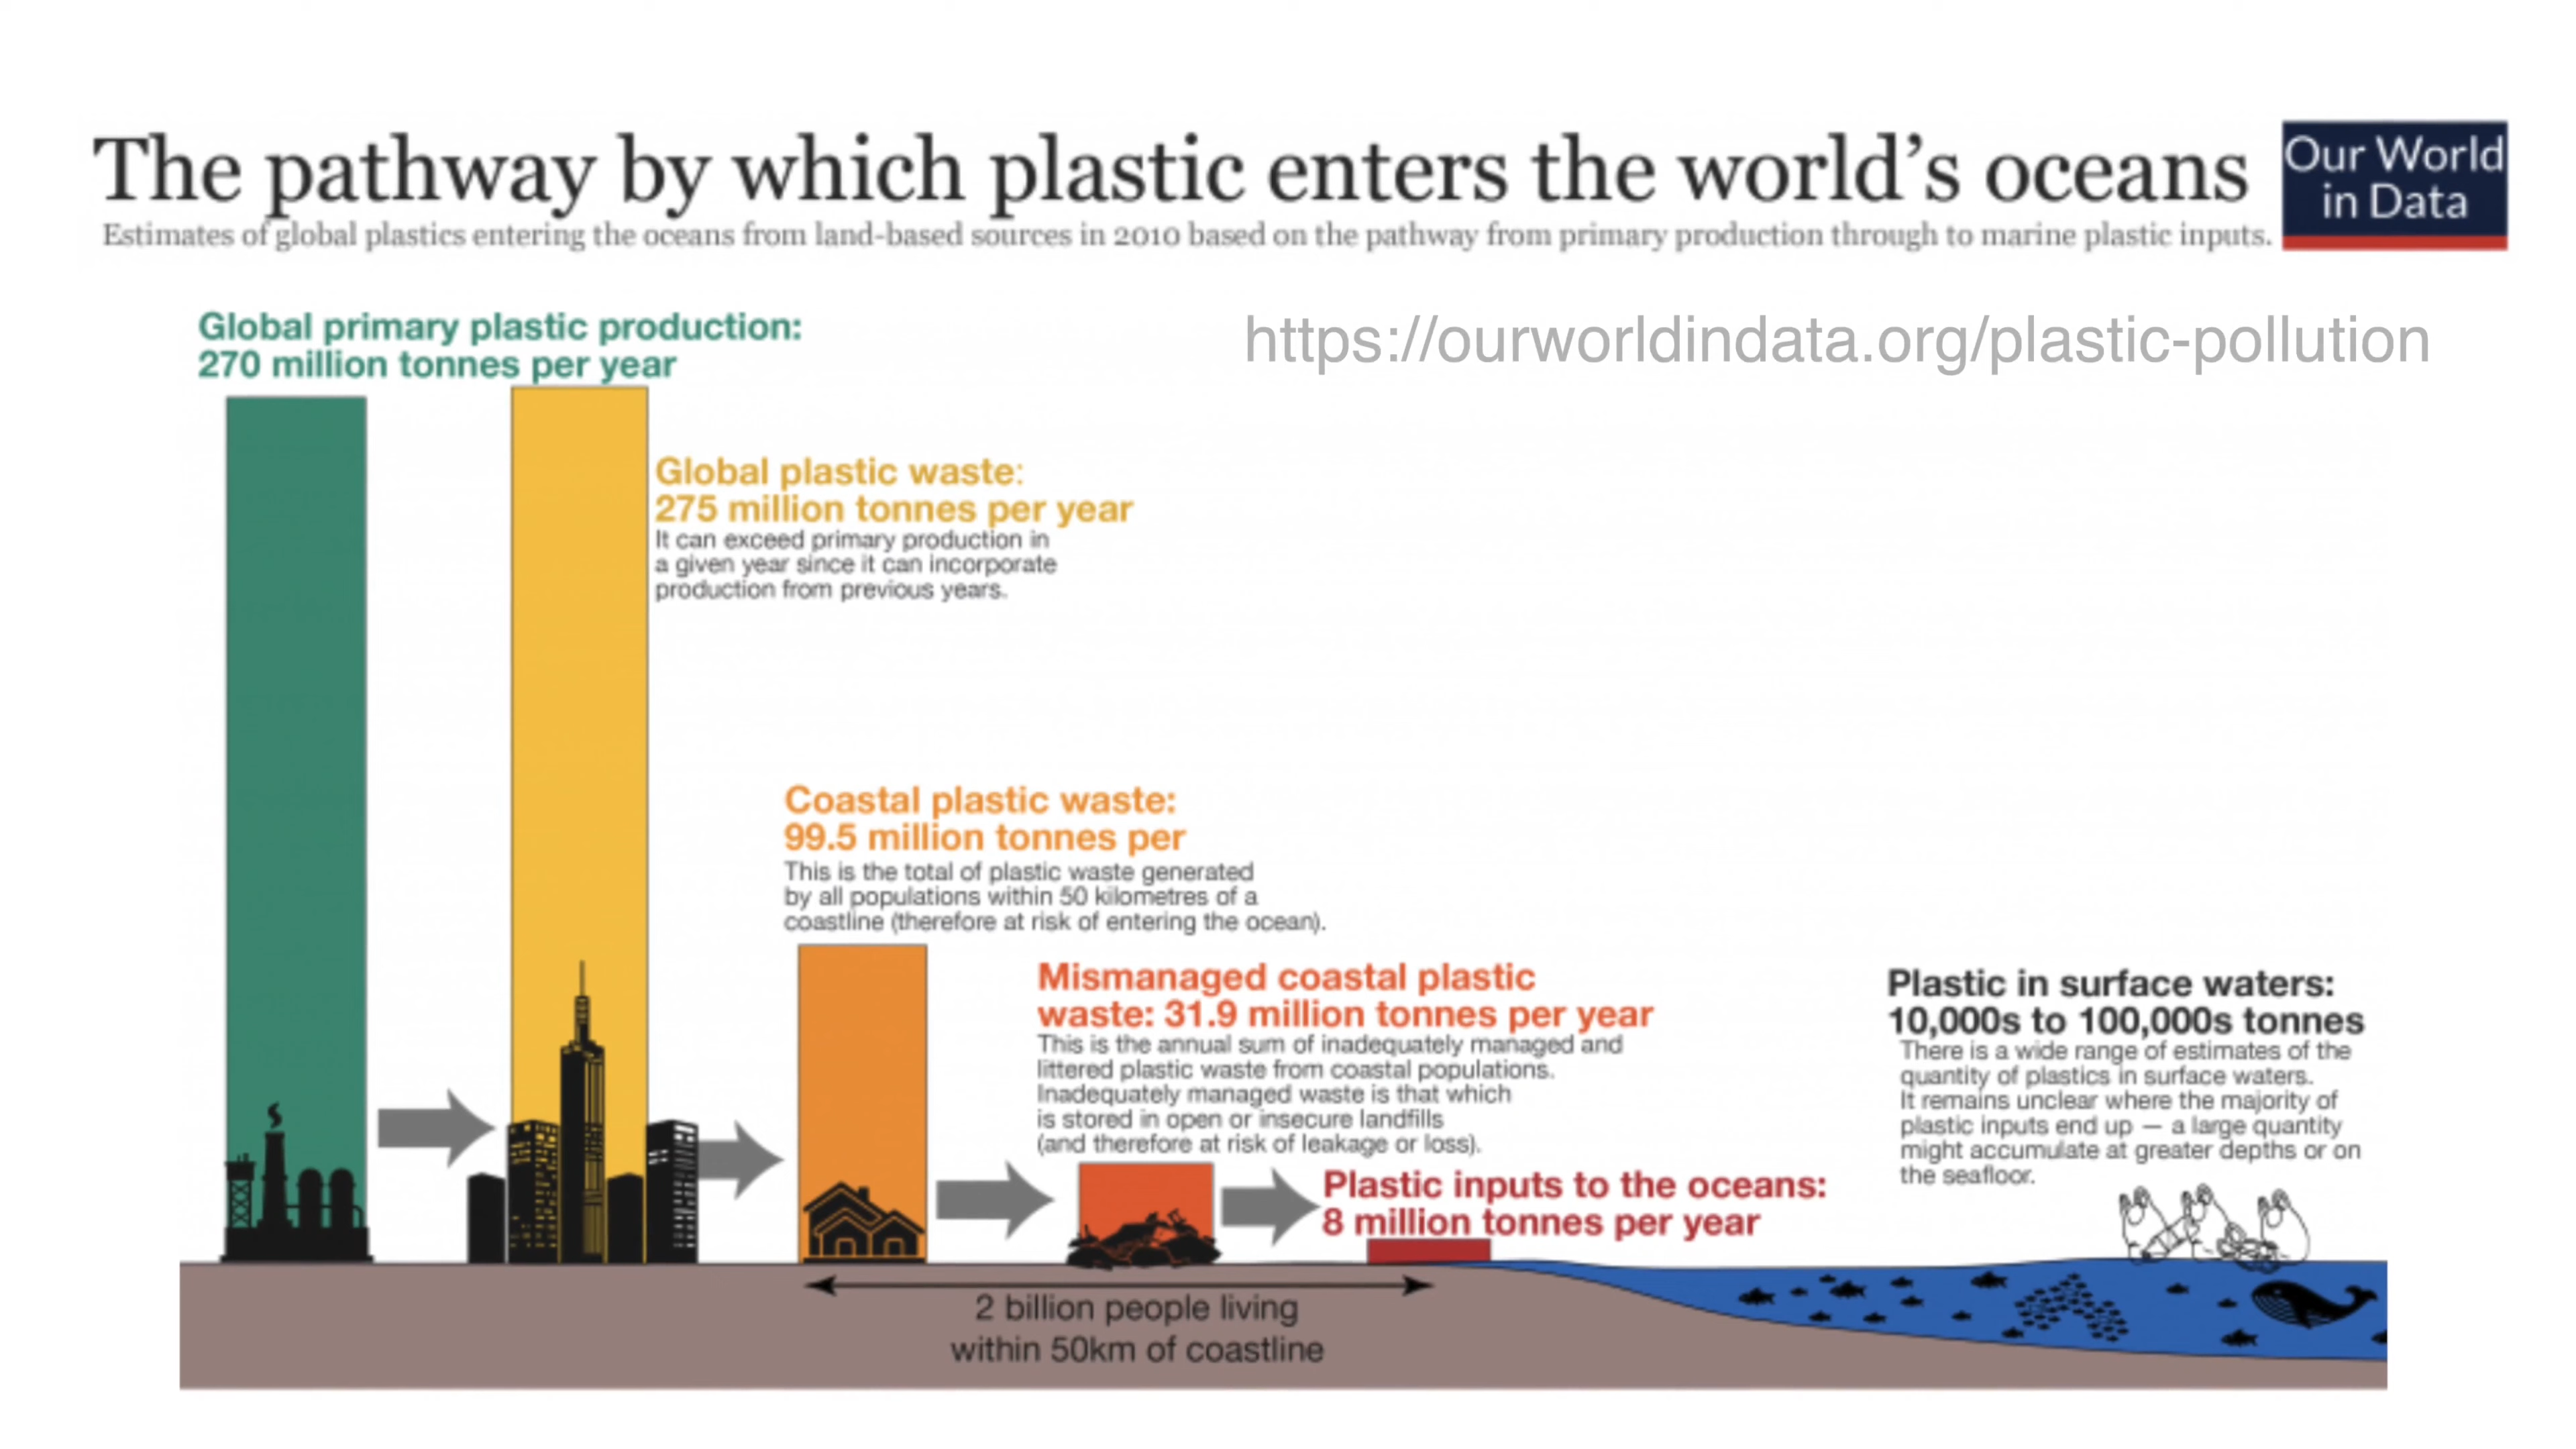 The pathway by which plastic enters the world's oceans
Our World
in Data
Estimates of global plastics entering the oceans from land-based sources in 2010 based on the pathway from primary production through to marine plastic inputs.
https://ourworldindata.org/plastic-pollution
Global primary plastic production:
270 million tonnes per year
Global plastic waste:
275 million tonnes per year
It can exceed primary production in
a given year since it can incorporate
production from previous years.
Coastal plastic waste:
99.5 million tonnes per
This is the total of plastic waste generated
by all populations within 50 kilometres of a
coastline (therefore at risk of entering the ocean).
Mismanaged coastal plastic
waste: 31.9 million tonnes per year
This is the annual sum of inadequately managed and
littered plastic waste from coastal populations.
Inadequately managed waste is that which
is stored in open or insecure landfills
(and therefore at risk of leakage or loss).
Plastic inputs to the oceans:
8 million tonnes per year
Plastic in surface waters:
10,000s to 100,000s tonnes
There is a wide range of estimates of the
quantity of plastics in surface waters.
It remains unclear where the majority of
plastic inputs end up — a large quantity
might accumulate at greater depths or on
the seafloor.
2 billion people living
within 50km of coastline